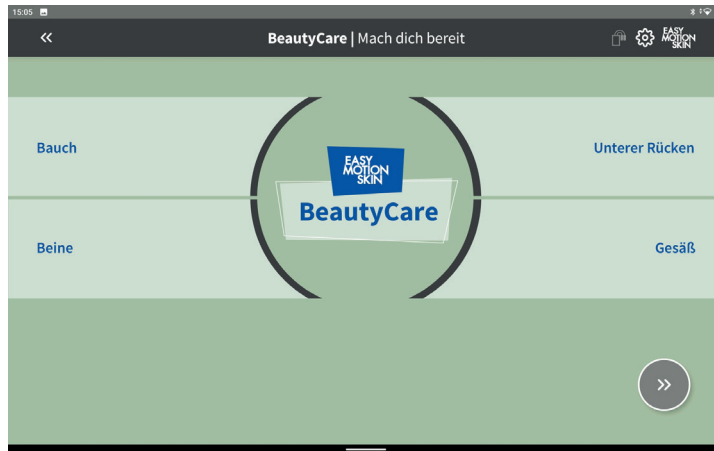 15:05
BeautyCare | Mach dich bereit
EASY
MOTION
SKIN
Bauch
Unterer Rücken
EASY
MOTION
SKIN
BeautyCare
Beine
Gesäß